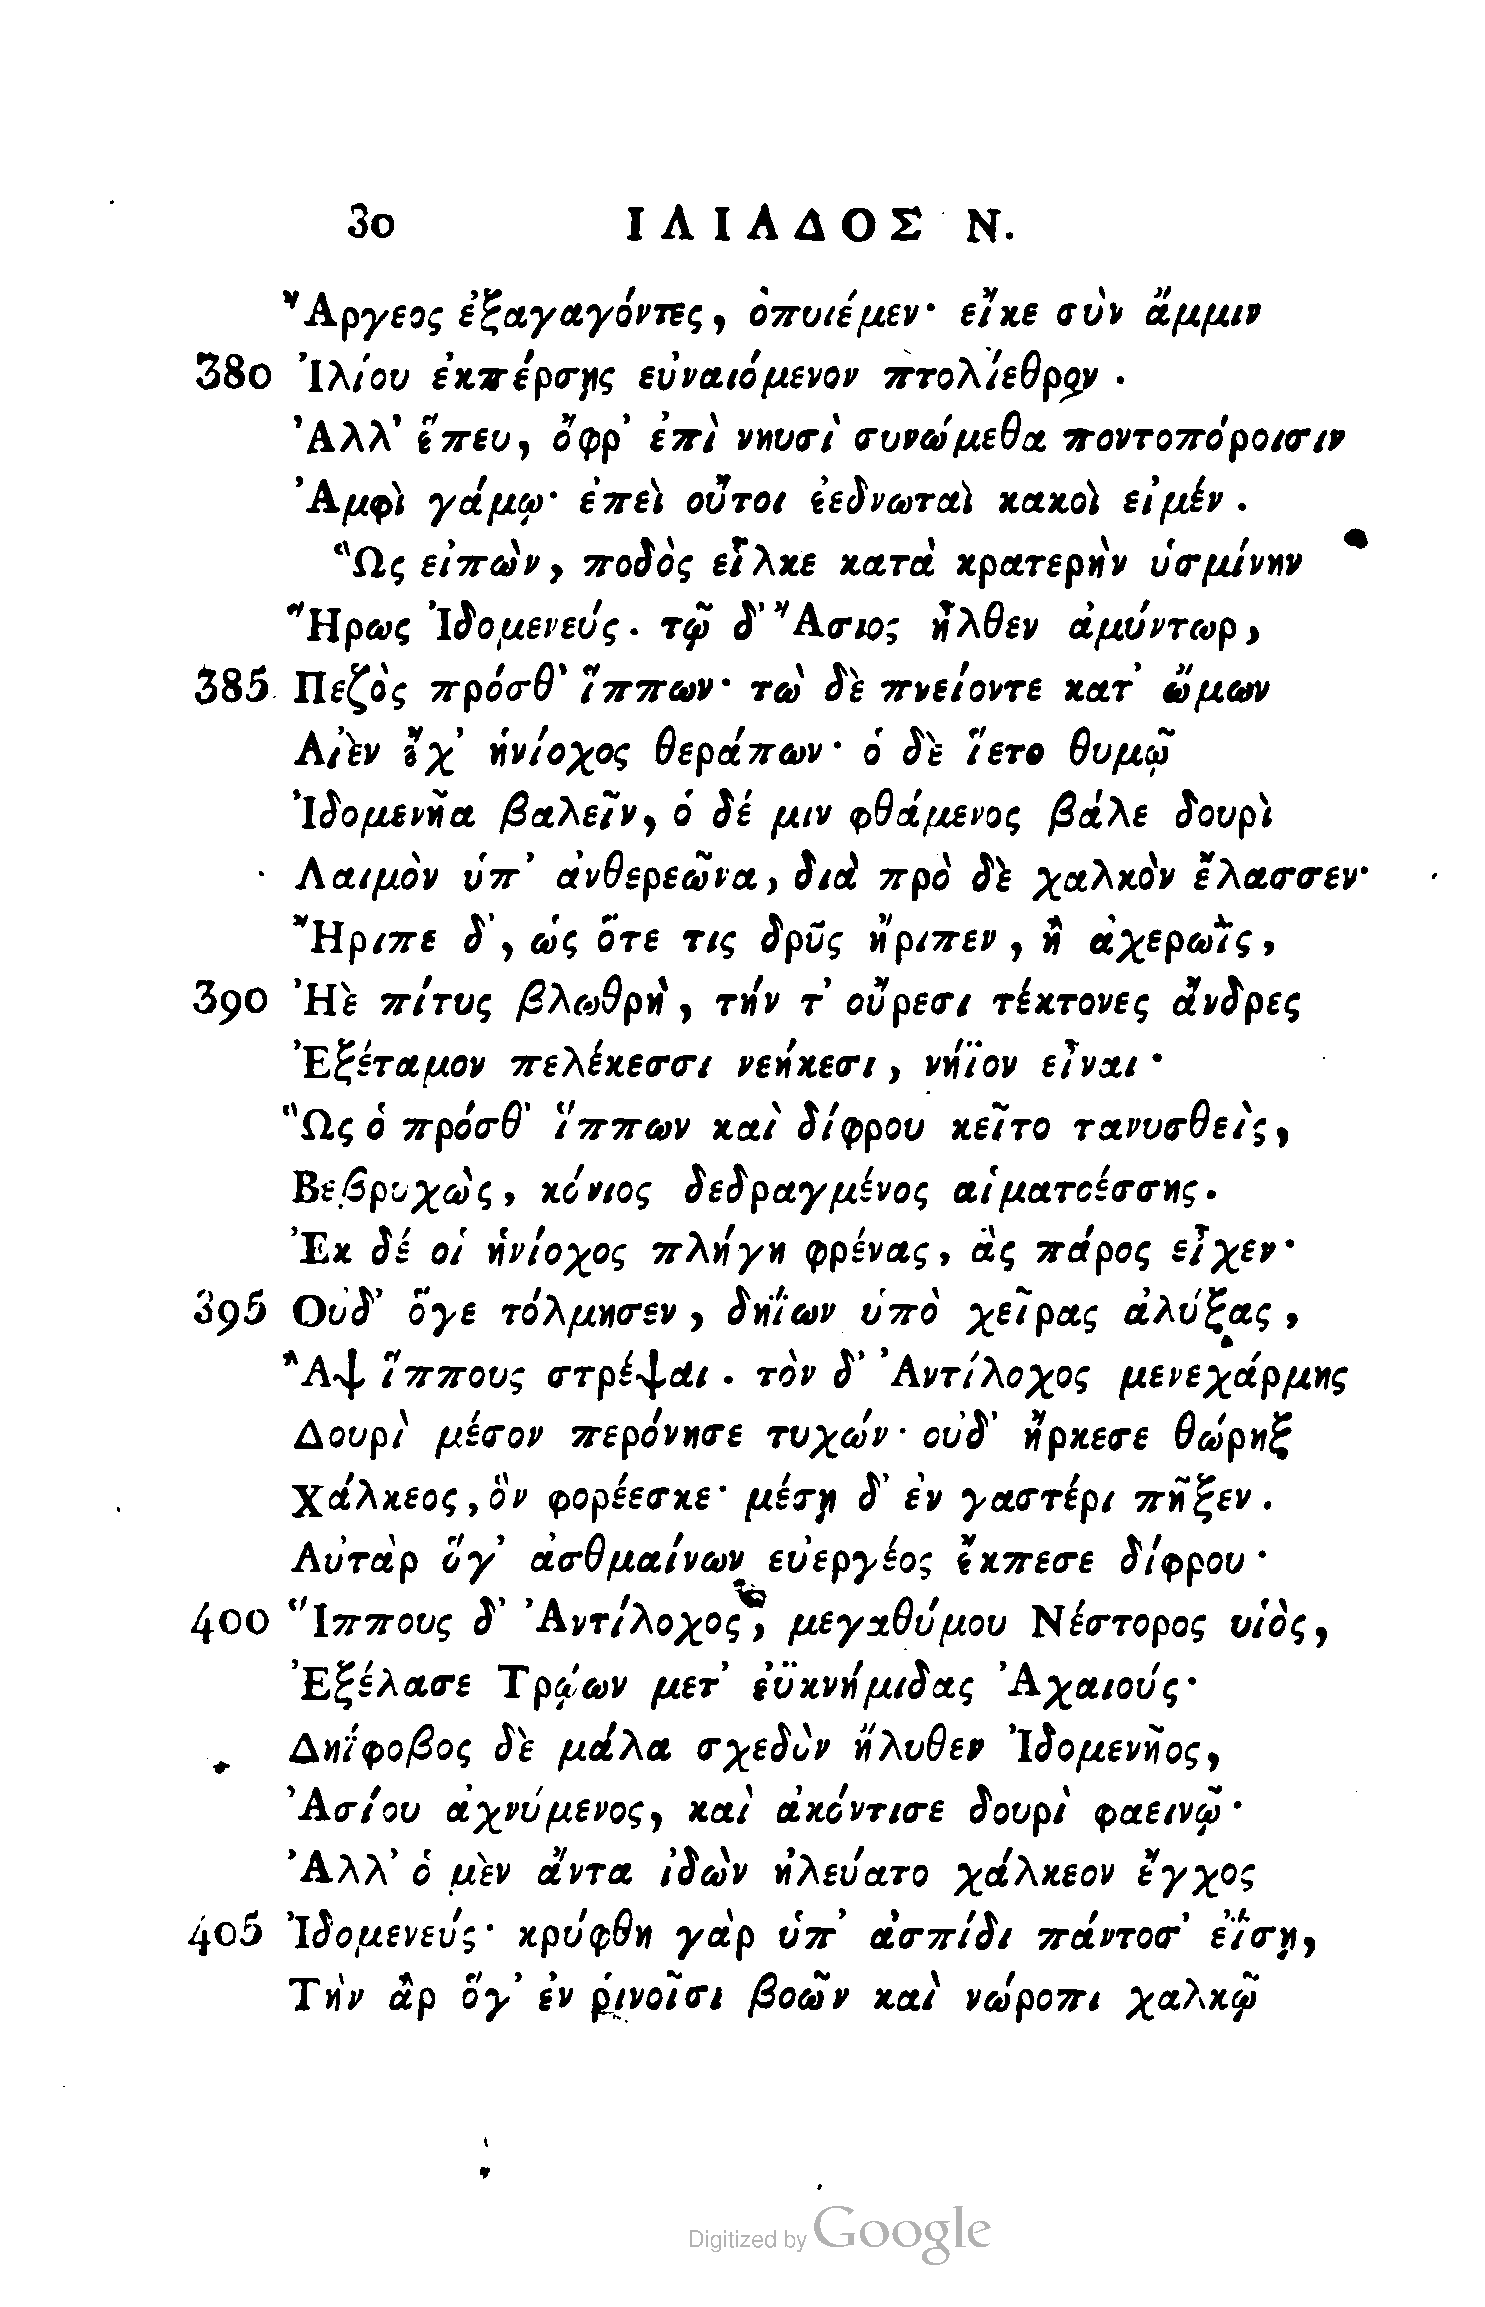 30 ΙΛΙΑΔΟΣ Ν.
Ἄργεος ἐξαγαγόντες, ὀπυιέμεν· εἴκε σὺν ἄμμιν
380 Ἰλίου ἐκπέρσῃς εὐναιόμενον πτολίεθρον.
Ἀλλ' ἕπευ, ὄφρ' ἐπὶ νηυσὶ συνώμεθα ποντοπόροισιν
Ἀμφὶ γάμῳ· ἐπεὶ οὔτοι ἐεδνωταὶ κακοὶ εἰμέν.
Ὣς εἰπὼν, ποδὸς εἷλκε κατὰ κρατερὴν ὑσμίνην
Ἥρως Ἰδομενεύς. τῷ δ' Ἄσιος ἦλθεν ἀμύντωρ,
385 Πεζὸς πρόσθ' ἵππων· τὼ δὲ πνείοντε κατ' ὤμων
Αἰὲν ἔχ' ἡνίοχος θεράπων· ὁ δὲ ἵετο θυμῷ
Ἰδομενῆα βαλεῖν, ὁ δέ μιν φθάμενος βάλε δουρὶ
Λαιμὸν ὑπ' ἀνθερεῶνα, διὰ πρὸ δὲ χαλκὸν ἔλασσεν·
Ἤριπε δ', ὡς ὅτε τις δρῦς ἤριπεν, ἢ ἀχερωῒς,
390 Ἠὲ πίτυς βλωθρὴ, τήν τ' οὔρεσι τέκτονες ἄνδρες
Ἐξέταμον πελέκεσσι νεήκεσι, νήϊον εἶναι·
Ὣς ὁ πρόσθ' ἵππων καὶ δίφρου κεῖτο τανυσθεὶς,
Βεβρυχὼς, κόνιος δεδραγμένος αἱματοέσσης.
Ἐκ δέ οἱ ἡνίοχος πλήγη φρένας, ἃς πάρος εἶχεν·
395 Οὐδ' ὅγε τόλμησεν, δηΐων ὑπὸ χεῖρας ἀλύξας,
Ἂψ ἵππους στρέψαι. τὸν δ' Ἀντίλοχος μενεχάρμης
Δουρὶ μέσον περόνησε τυχών· οὐδ' ἤρκεσε θώρηξ
Χάλκεος, ὃν φορέεσκε· μέσῃ δ' ἐν γαστέρι πῆξεν.
Αὐτὰρ ὅγ' ἀσθμαίνων εὐεργέος ἔκπεσε δίφρου·
400 Ἵππους δ' Ἀντίλοχος, μεγαθύμου Νέστορος υἱὸς,
Ἐξέλασε Τρώων μετ' ἐϋκνήμιδας Ἀχαιούς·
Δηΐφοβος δὲ μάλα σχεδὸν ἤλυθεν Ἰδομενῆος,
Ἀσίου ἀχνύμενος, καὶ ἀκόντισε δουρὶ φαεινῷ·
Ἀλλ' ὁ μὲν ἄντα ἰδὼν ἠλεύατο χάλκεον ἔγχος
405 Ἰδομενεύς· κρύφθη γὰρ ὑπ' ἀσπίδι πάντοσ' ἐΐσῃ,
Τὴν ἂρ ὅγ' ἐν ῥινοῖσι βοῶν καὶ νώροπι χαλκῷ
Digitized by Google